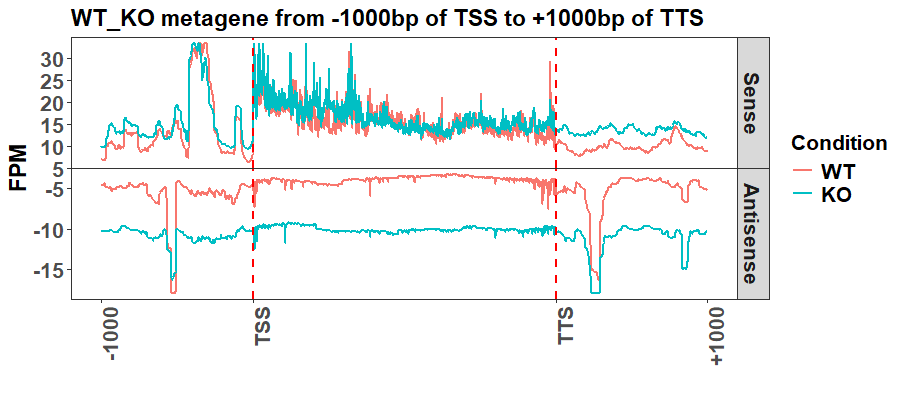 WT_KO metagene from -1000bp of TSS to +1000bp of TTS
FPM
30
25
20
15
10
5
Sense
-5
-10
-15
Antisense
-1000
TSS
TTS
+1000
Condition
WT
KO